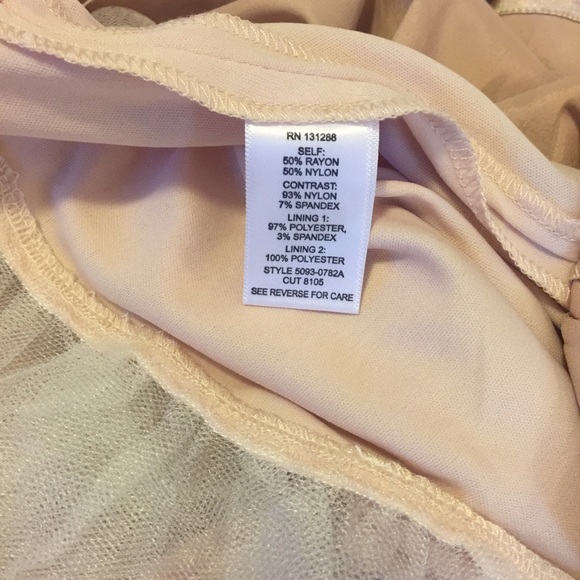 RN 131288
SELF:
50% RAYON
50% NYLON
CONTRAST:
93% NYLON
7% SPANDEX
LINING 1:
97% POLYESTER,
3% SPANDEX
LINING 2:
100% POLYESTER
STYLE 5093-0782A
CUT 8105
SEE REVERSE FOR CARE